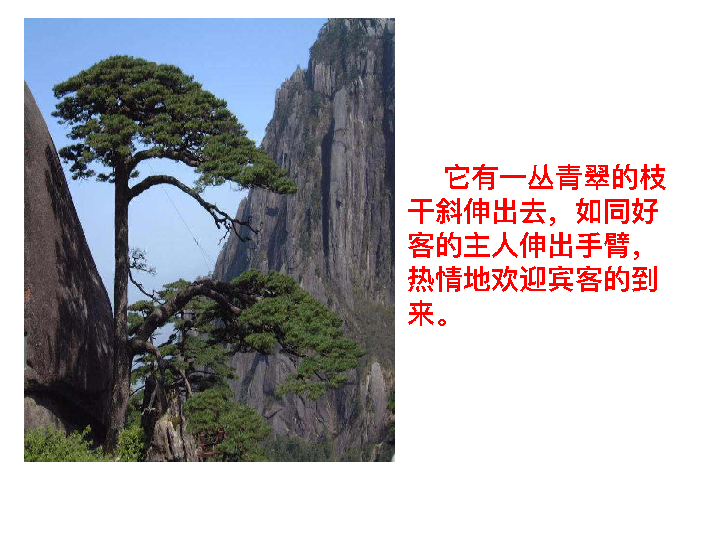 它有一丛青翠的枝
干斜伸出去，如同好
客的主人伸出手臂，
热情地欢迎宾客的到
来。